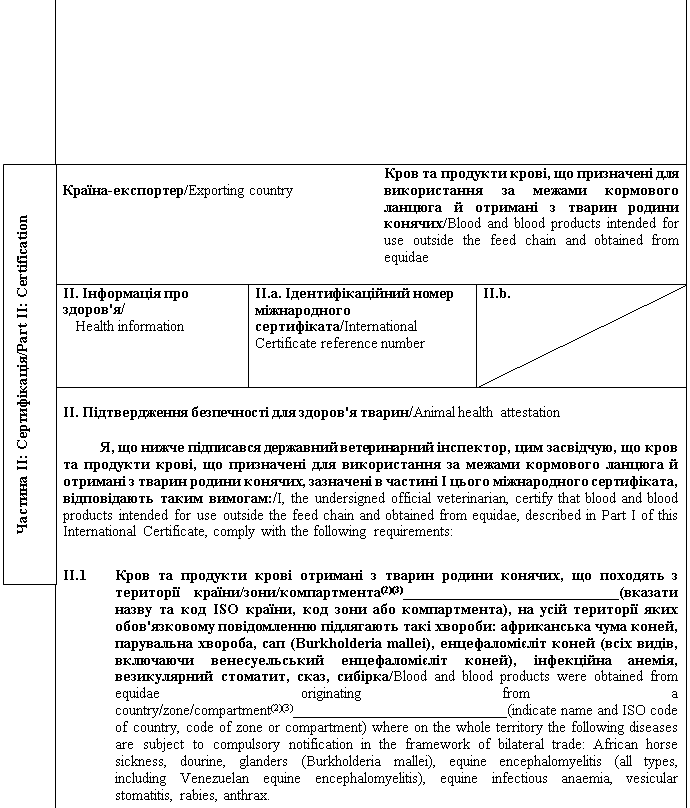 Частина ІІ: Сертифікація/Part II: Certification
Країна-експортер/Exporting country
Кров та продукти крові, що призначені для
використання за межами кормового
ланцюга й отримані з тварин родини
конячих/Blood and blood products intended for
use outside the feed chain and obtained from
equidae
ІІ. Інформація про
здоров'я/
Health information
ІІ.а. Ідентифікаційний номер
міжнародного
сертифіката/International
Certificate reference number
II.b.
ІІ. Підтвердження безпечності для здоров'я тварин/Animal health attestation
Я, що нижче підписався державний ветеринарний інспектор, цим засвідчую, що кров
та продукти крові, що призначені для використання за межами кормового ланцюга й
отримані з тварин родини конячих, зазначені в частині І цього міжнародного сертифіката,
відповідають таким вимогам:/I, the undersigned official veterinarian, certify that blood and blood
products intended for use outside the feed chain and obtained from equidae, described in Part I of this
International Certificate, comply with the following requirements:
II.1 Кров та продукти крові отримані з тварин родини конячих, що походять з
території країни/зони/компартмента(2)(3)___________________________(вказати
назву та код ISO країни, код зони або компартмента), на усій території яких
обов'язковому повідомленню підлягають такі хвороби: африканська чума коней,
парувальна хвороба, сап (Burkholderia mallei), енцефаломієліт коней (всіх видів,
включаючи венесуельський енцефаломієліт коней), інфекційна анемія,
везикулярний стоматит, сказ, сибірка/Blood and blood products were obtained from
equidae originating from a
country/zone/compartment(2)(3)___________________________(indicate name and ISO code
of country, code of zone or compartment) where on the whole territory the following diseases
are subject to compulsory notification in the framework of bilateral trade: African horse
sickness, dourine, glanders (Burkholderia mallei), equine encephalomyelitis (all types,
including Venezuelan equine encephalomyelitis), equine infectious anaemia, vesicular
stomatitis, rabies, anthrax.